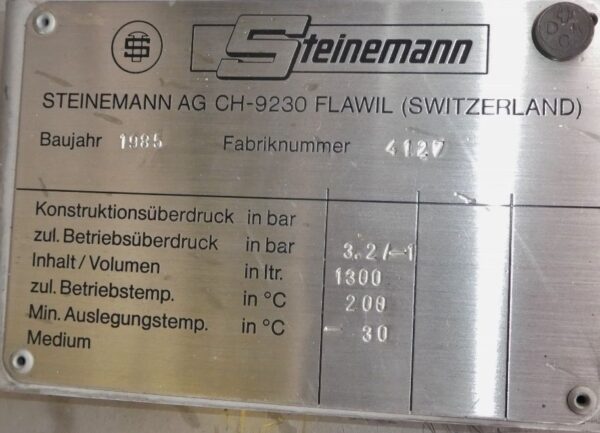 Steinemann
STEINEMANN AG CH-9230 FLAWIL (SWITZERLAND)
Baujahr 1985 Fabriknummer 4127
Konstruktionsüberdruck in bar
zul. Betriebsüberdruck in bar 3.2/-1
Inhalt/Volumen in ltr. 1300
zul. Betriebstemp. in °C 200
Min. Auslegungstemp. in °C - 30
Medium